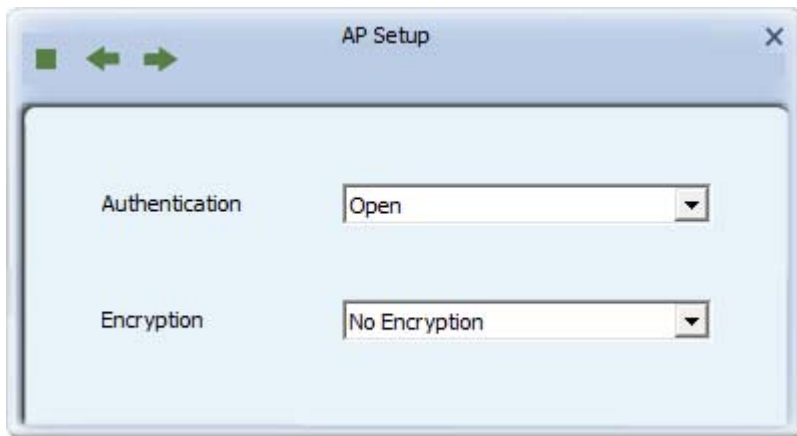 AP Setup
Authentication
Open
Encryption
No Encryption